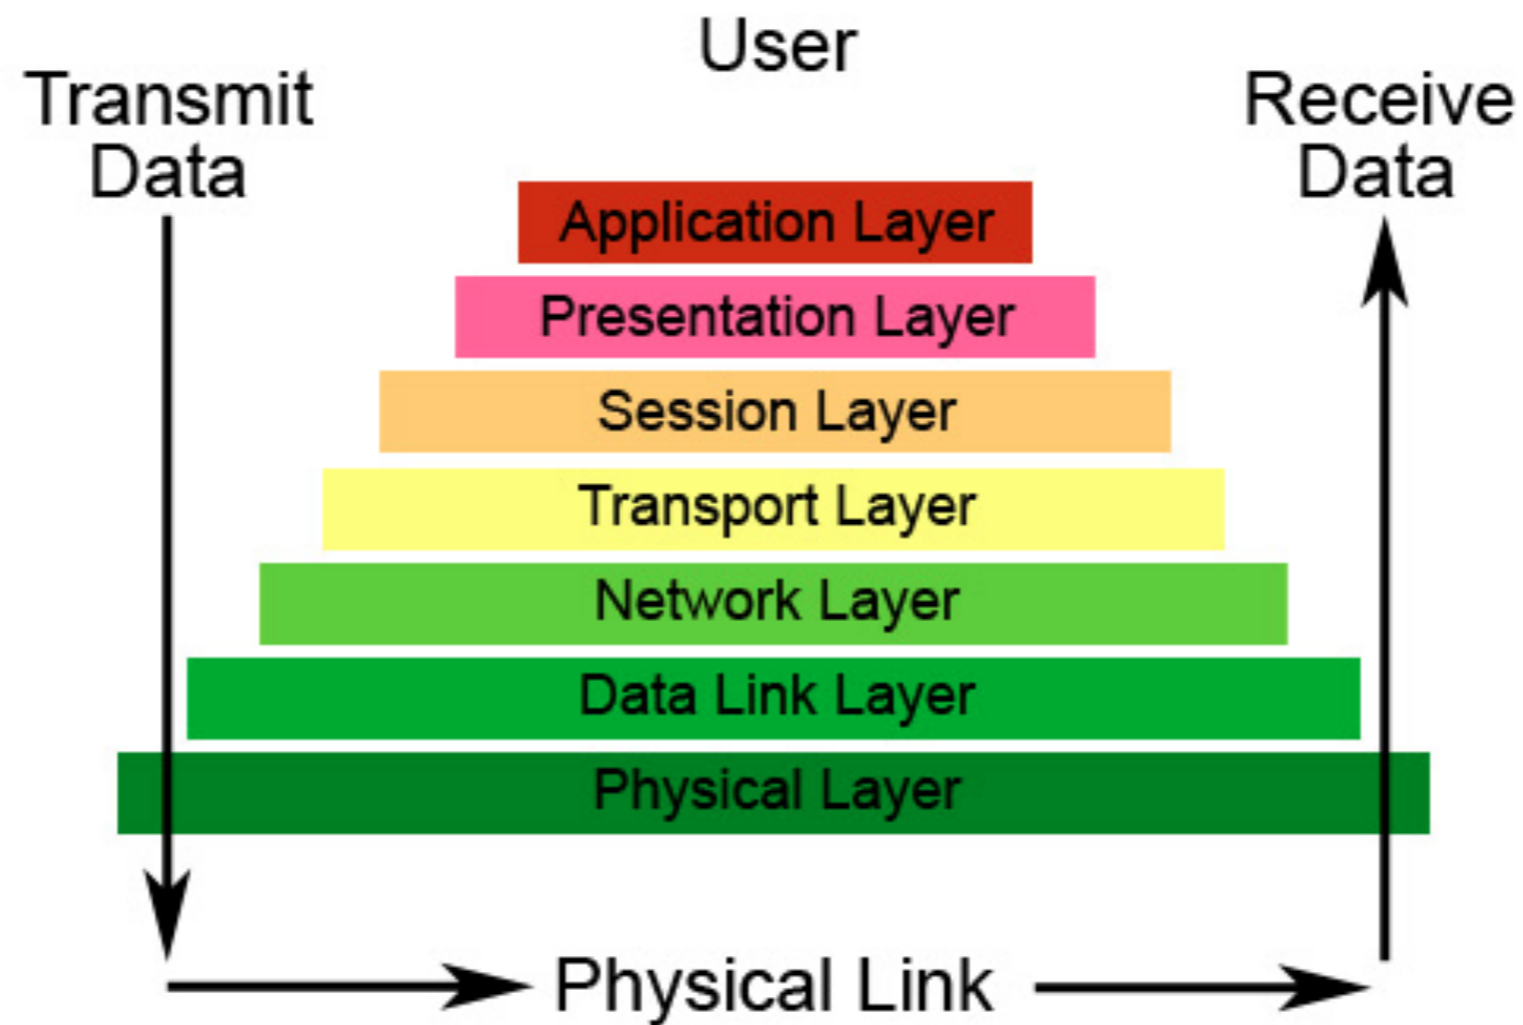 User
Transmit
Data
Receive
Data
Application Layer
Presentation Layer
Session Layer
Transport Layer
Network Layer
Data Link Layer
Physical Layer
Physical Link